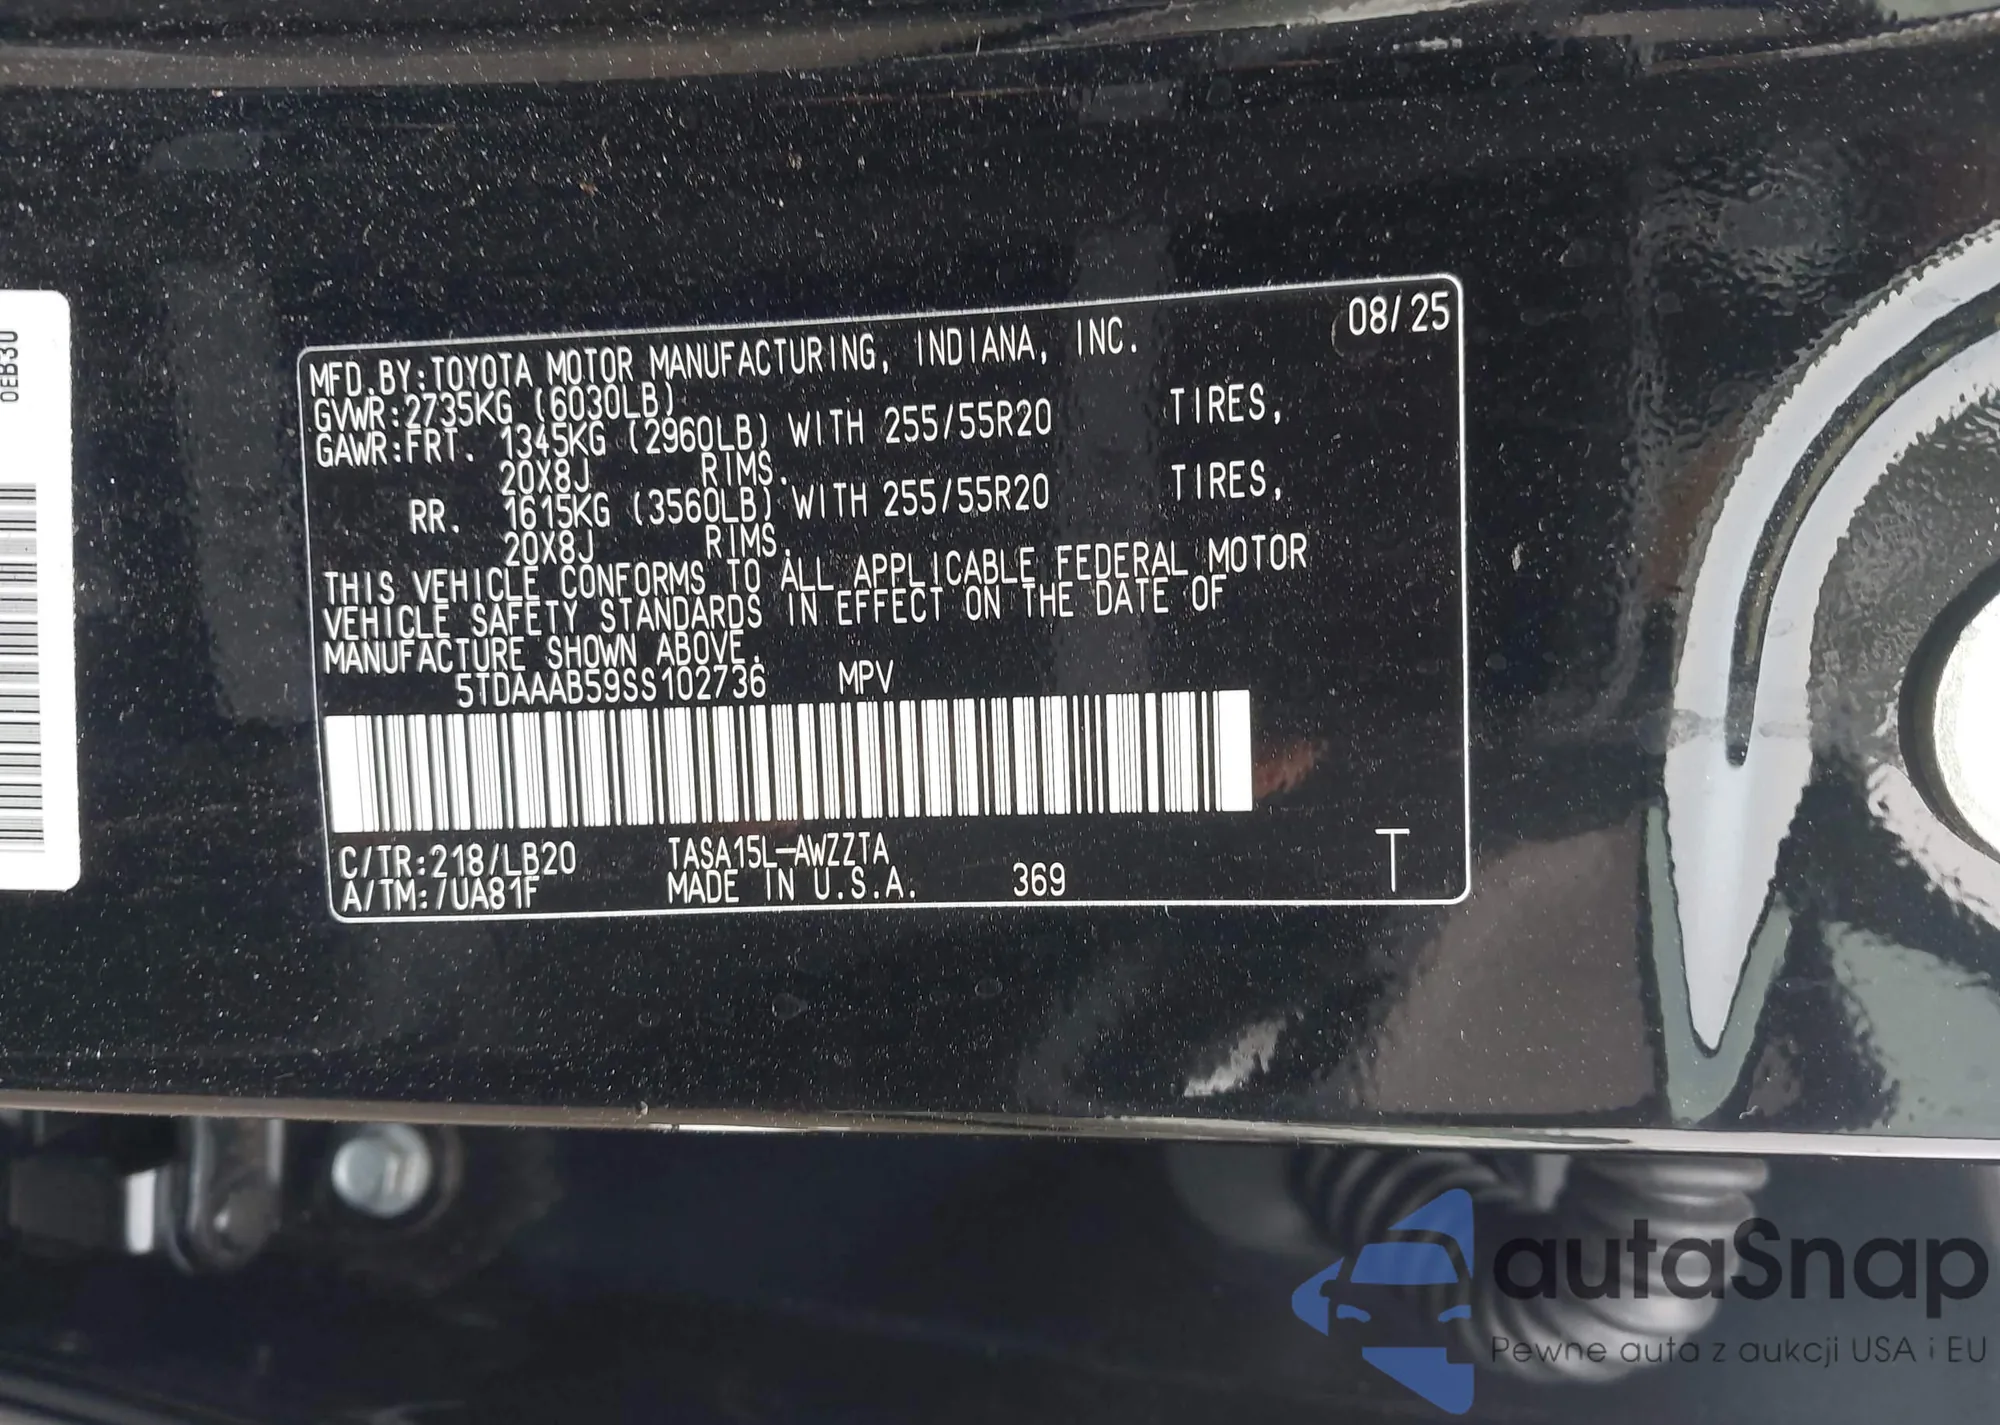 0EB30
MFD.BY:TOYOTA MOTOR MANUFACTURING, INDIANA, INC. 08/25
GVWR:2735KG (6030LB)
GAWR:FRT. 1345KG (2960LB) WITH 255/55R20 TIRES,
20X8J RIMS.
RR. 1615KG (3560LB) WITH 255/55R20 TIRES,
20X8J RIMS.
THIS VEHICLE CONFORMS TO ALL APPLICABLE FEDERAL MOTOR
VEHICLE SAFETY STANDARDS IN EFFECT ON THE DATE OF
MANUFACTURE SHOWN ABOVE.
5TDAAAB59SS102736 MPV
C/TR:218/LB20 TASA15L-AWZZTA
A/TM:/UA81F MADE IN U.S.A. 369 T
autaSnap
Pewne auta z aukcji USA i EU